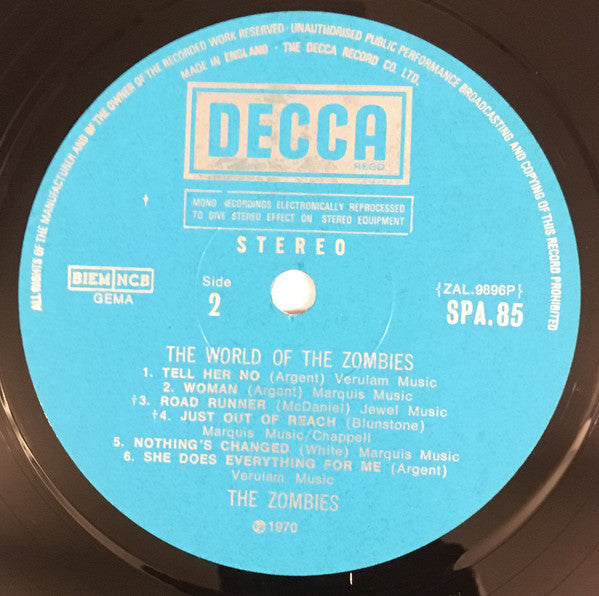 ALL RIGHTS OF THE MANUFACTURER AND OF THE OWNER OF THE RECORDED WORK RESERVED · UNAUTHORISED PUBLIC PERFORMANCE BROADCASTING AND COPYING OF THIS RECORD PROHIBITED
MADE IN ENGLAND · THE DECCA RECORD CO. LTD.
DECCA
REGD.
MONO RECORDINGS ELECTRONICALLY REPROCESSED
TO GIVE STEREO EFFECT ON STEREO EQUIPMENT
†
STEREO
BIEM NCB
GEMA
Side
2
{ZAL.9896P}
SPA.85
THE WORLD OF THE ZOMBIES
1. TELL HER NO (Argent) Verulam Music
2. WOMAN (Argent) Marquis Music
†3. ROAD RUNNER (McDaniel) Jewel Music
†4. JUST OUT OF REACH (Blunstone)
Marquis Music/Chappell
5. NOTHING'S CHANGED (White) Marquis Music
6. SHE DOES EVERYTHING FOR ME (Argent)
Verulam Music
THE ZOMBIES
℗1970